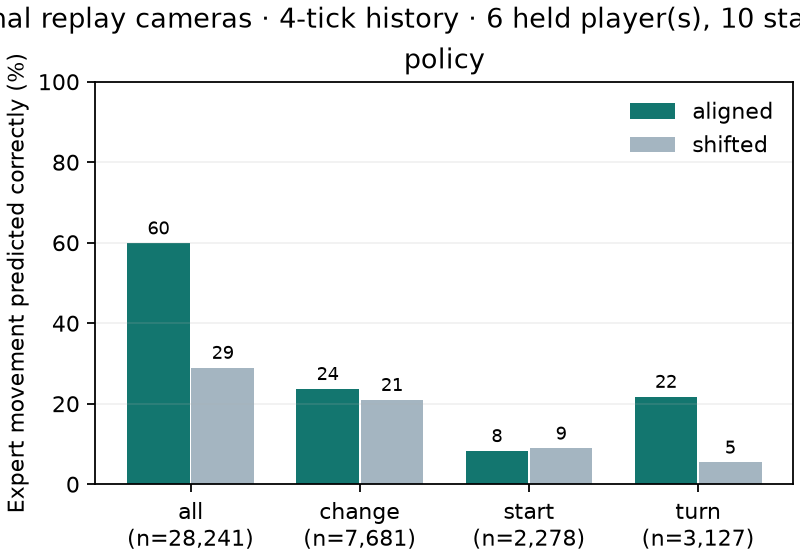 nal replay cameras · 4-tick history · 6 held player(s), 10 sta
policy
Expert movement predicted correctly (%)
100
80
60
40
20
0
aligned
shifted
60
29
24
21
8
9
22
5
all
(n=28,241)
change
(n=7,681)
start
(n=2,278)
turn
(n=3,127)